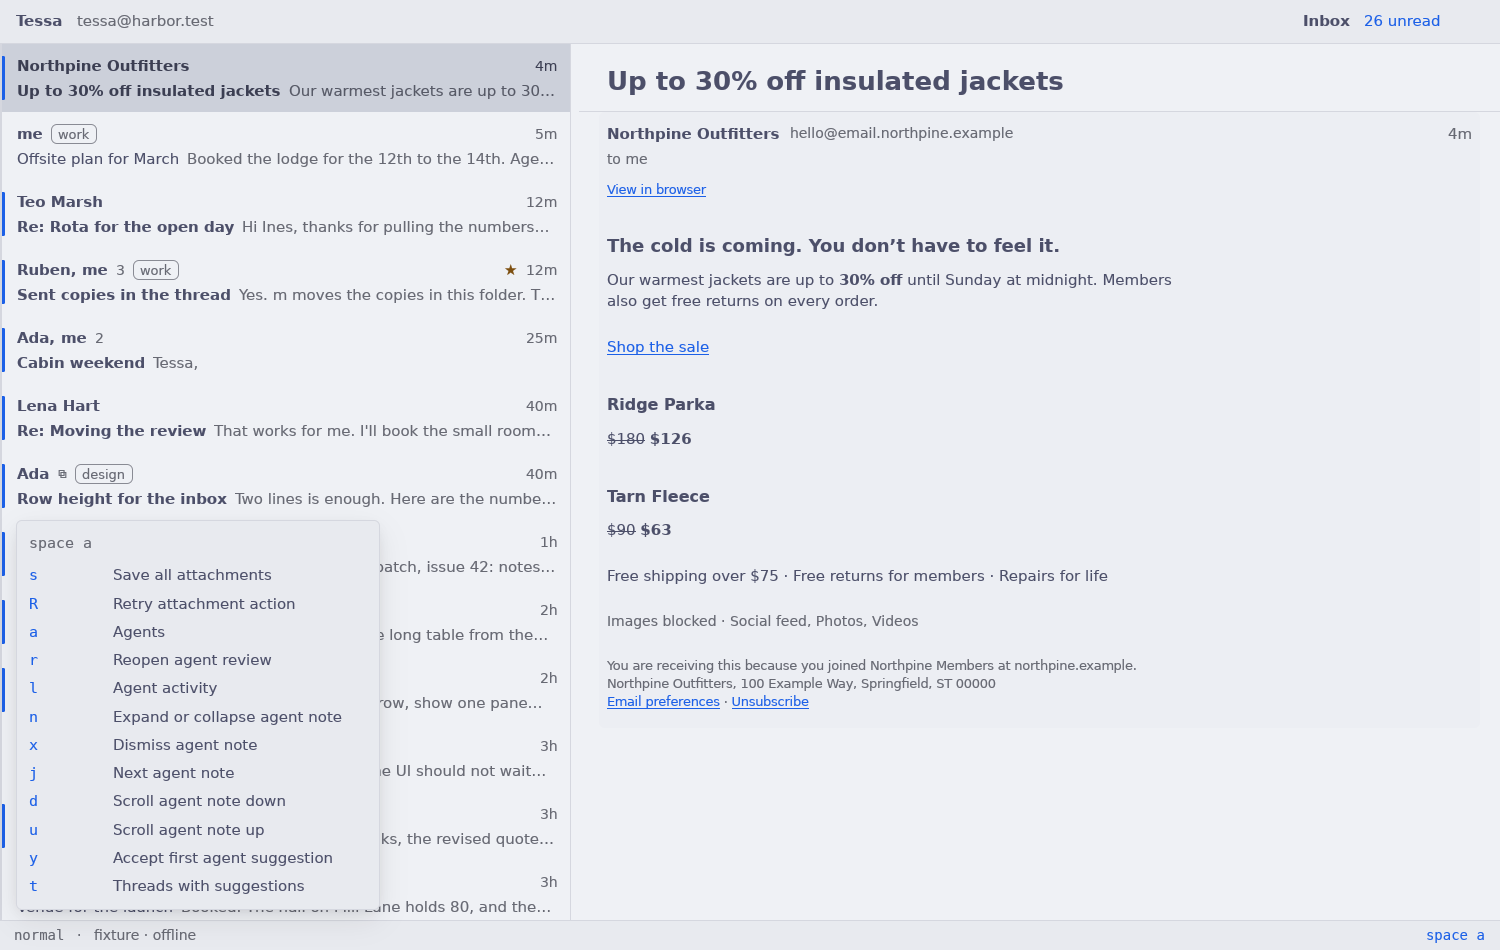 Tessa tessa@harbor.test
Inbox 26 unread
Northpine Outfitters 4m
Up to 30% off insulated jackets Our warmest jackets are up to 30…
me work 5m
Offsite plan for March Booked the lodge for the 12th to the 14th. Age…
Teo Marsh 12m
Re: Rota for the open day Hi Ines, thanks for pulling the numbers…
Ruben, me 3 work ★ 12m
Sent copies in the thread Yes. m moves the copies in this folder. T…
Ada, me 2 25m
Cabin weekend Tessa,
Lena Hart 40m
Re: Moving the review That works for me. I'll book the small room…
Ada design 40m
Row height for the inbox Two lines is enough. Here are the numbe…
1h
patch, issue 42: notes…
2h
long table from the…
2h
row, show one pane…
3h
UI should not wait…
3h
the revised quote…
3h
holds 80, and the…
space a
s Save all attachments
R Retry attachment action
a Agents
r Reopen agent review
l Agent activity
n Expand or collapse agent note
x Dismiss agent note
j Next agent note
d Scroll agent note down
u Scroll agent note up
y Accept first agent suggestion
t Threads with suggestions
Up to 30% off insulated jackets
Northpine Outfitters hello@email.northpine.example 4m
to me
View in browser
The cold is coming. You don’t have to feel it.
Our warmest jackets are up to 30% off until Sunday at midnight. Members
also get free returns on every order.
Shop the sale
Ridge Parka
$180 $126
Tarn Fleece
$90 $63
Free shipping over $75 · Free returns for members · Repairs for life
Images blocked · Social feed, Photos, Videos
You are receiving this because you joined Northpine Members at northpine.example.
Northpine Outfitters, 100 Example Way, Springfield, ST 00000
Email preferences · Unsubscribe
normal · fixture · offline
space a